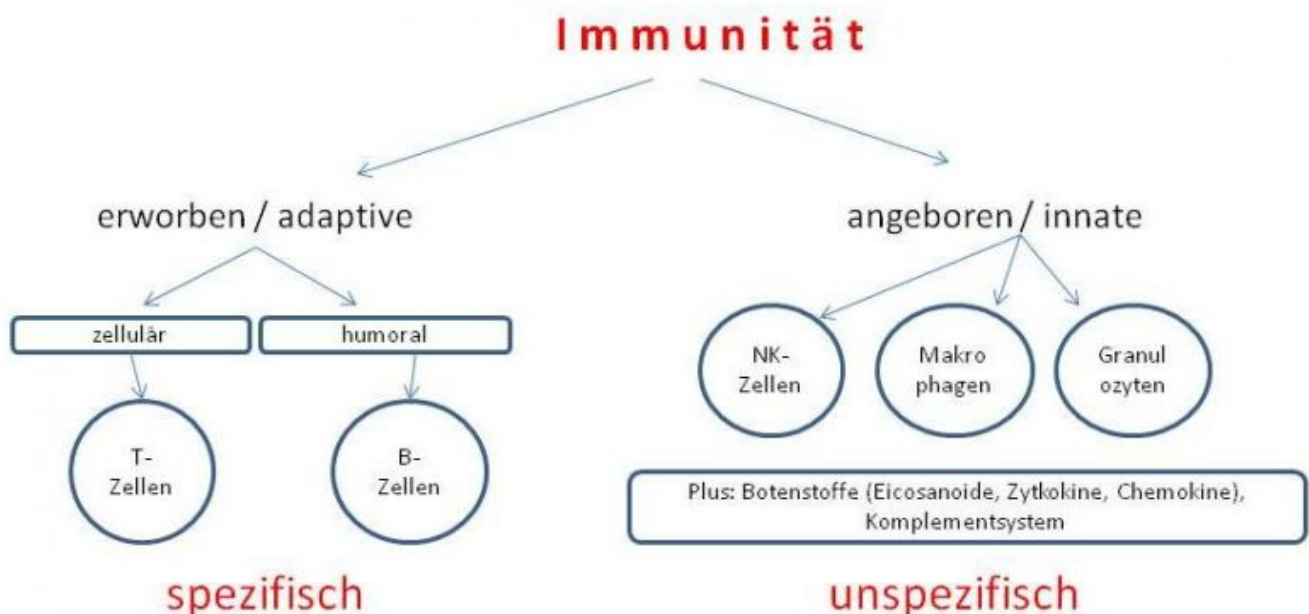 Immunität
erworben / adaptive
angeboren / innate
zellulär
humoral
T-
Zellen
B-
Zellen
NK-
Zellen
Makro
phagen
Granul
ozyten
Plus: Botenstoffe (Eicosanoide, Zytkokine, Chemokine),
Komplementsystem
spezifisch
unspezifisch